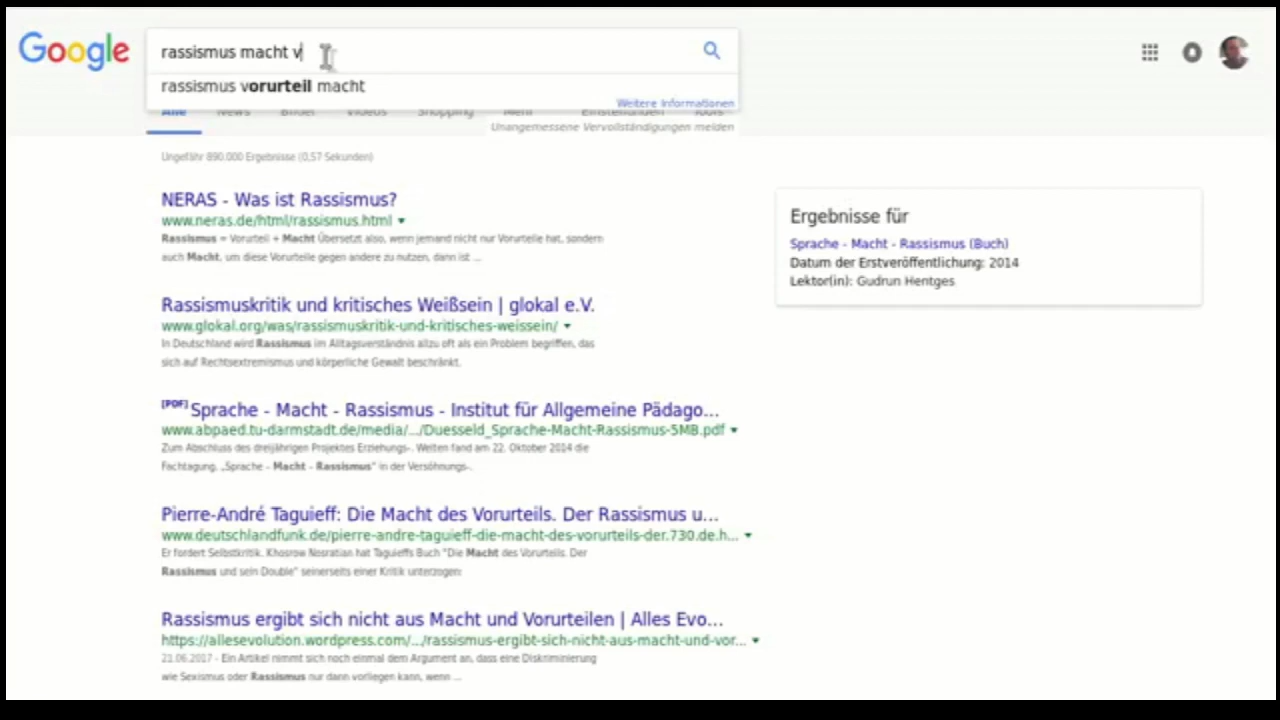 Google
rassismus macht v
rassismus vorurteil macht
Weitere Informationen
Alle News Bilder Videos Shopping Mehr Einstellungen Tools
Unangemessene Vervollständigungen melden
Ungefähr 890.000 Ergebnisse (0,57 Sekunden)
NERAS - Was ist Rassismus?
www.neras.de/html/rassismus.html
Rassismus = Vorurteil + Macht Übersetzt also, wenn jemand nicht nur Vorurteile hat, sondern
auch Macht, um diese Vorurteile gegen andere zu nutzen, dann ist ...
Rassismuskritik und kritisches Weißsein | glokal e.V.
www.glokal.org/was/rassismuskritik-und-kritisches-weissein/
In Deutschland wird Rassismus im Alltagsverständnis allzu oft als ein Problem begriffen, das
sich auf Rechtsextremismus und körperliche Gewalt beschränkt.
[PDF] Sprache - Macht - Rassismus - Institut für Allgemeine Pädago...
www.abpaed.tu-darmstadt.de/media/.../Duesseld_Sprache-Macht-Rassismus-5MB.pdf
Zum Abschluss des dreijährigen Projektes Erziehungs-. Welten fand am 22. Oktober 2014 die
Fachtagung. „Sprache – Macht – Rassismus“ in der Versöhnungs-.
Pierre-André Taguieff: Die Macht des Vorurteils. Der Rassismus u...
www.deutschlandfunk.de/pierre-andre-taguieff-die-macht-des-vorurteils-der.730.de.h...
Er fordert Selbstkritik. Khosrow Nosratian hat Taguieffs Buch "Die Macht des Vorurteils. Der
Rassismus und sein Double" seinerseits einer Kritik unterzogen:
Rassismus ergibt sich nicht aus Macht und Vorurteilen | Alles Evo...
https://allesevolution.wordpress.com/.../rassismus-ergibt-sich-nicht-aus-macht-und-vor...
21.06.2017 - Ein Artikel nimmt sich noch einmal dem Argument an, dass eine Diskriminierung
wie Sexismus oder Rassismus nur dann vorliegen kann, wenn ...
Ergebnisse für
Sprache - Macht - Rassismus (Buch)
Datum der Erstveröffentlichung: 2014
Lektor(in): Gudrun Hentges